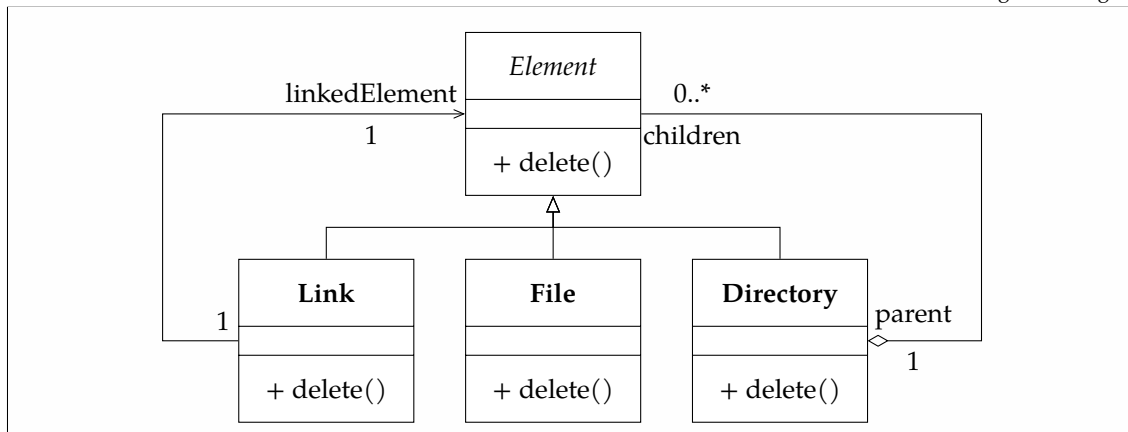 Element
linkedElement
0..*
1
children
+ delete()
Link
File
Directory
1
parent
1
+ delete()
+ delete()
+ delete()